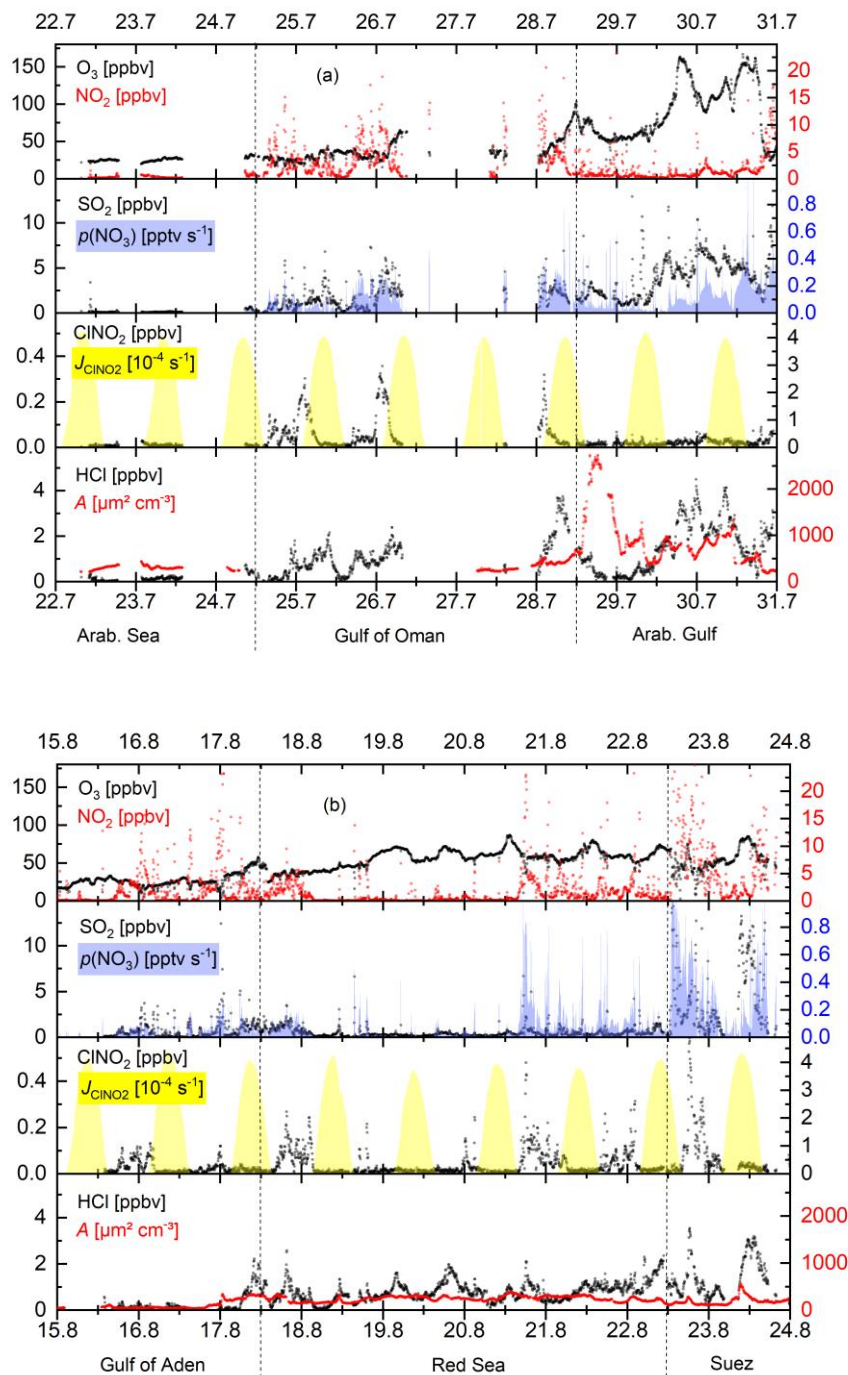 22.7 23.7 24.7 25.7 26.7 27.7 28.7 29.7 30.7 31.7
O₃ [ppbv]
NO₂ [ppbv]
(a)
150
100
50
0
20
15
10
5
0
SO₂ [ppbv]
p(NO₃) [pptv s⁻¹]
10
5
0
0.8
0.6
0.4
0.2
0.0
ClNO₂ [ppbv]
J_ClNO2 [10⁻⁴ s⁻¹]
0.4
0.2
0.0
4
3
2
1
0
HCl [ppbv]
A [µm² cm⁻³]
4
2
0
2000
1000
0
22.7 23.7 24.7 25.7 26.7 27.7 28.7 29.7 30.7 31.7
Arab. Sea Gulf of Oman Arab. Gulf
15.8 16.8 17.8 18.8 19.8 20.8 21.8 22.8 23.8 24.8
O₃ [ppbv]
NO₂ [ppbv]
(b)
150
100
50
0
20
15
10
5
0
SO₂ [ppbv]
p(NO₃) [pptv s⁻¹]
10
5
0
0.8
0.6
0.4
0.2
0.0
ClNO₂ [ppbv]
J_ClNO2 [10⁻⁴ s⁻¹]
0.4
0.2
0.0
4
3
2
1
0
HCl [ppbv]
A [µm² cm⁻³]
4
2
0
2000
1000
0
15.8 16.8 17.8 18.8 19.8 20.8 21.8 22.8 23.8 24.8
Gulf of Aden Red Sea Suez